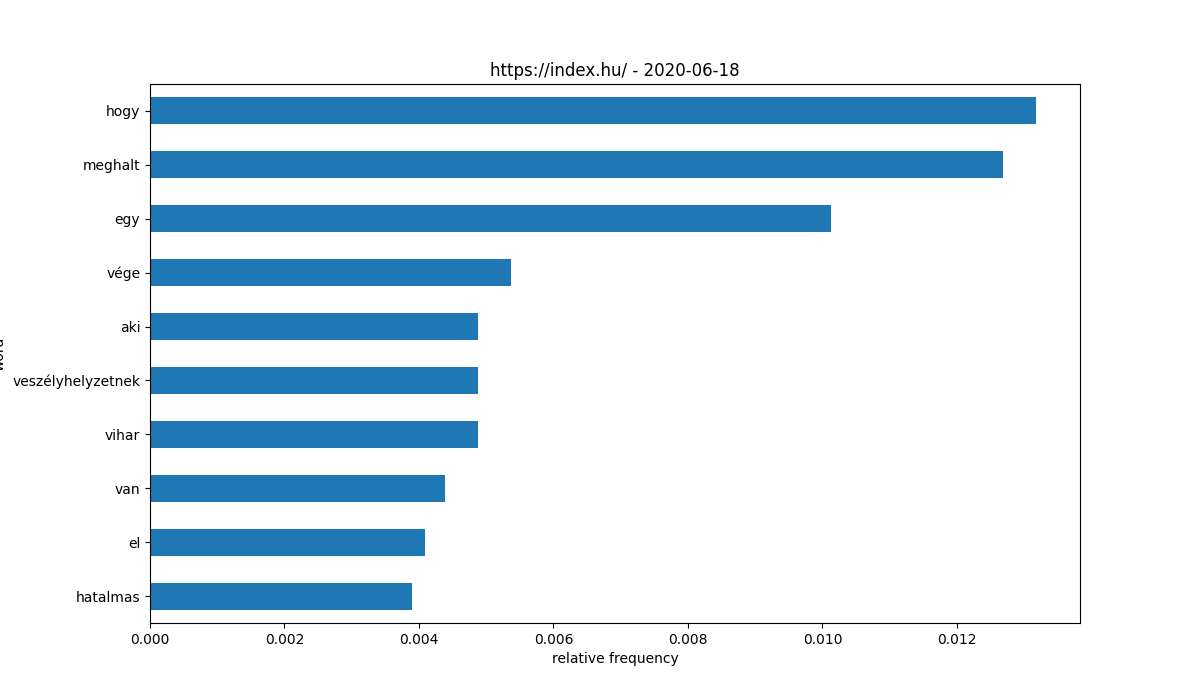 https://index.hu/ - 2020-06-18
hogy
meghalt
egy
vége
aki
veszélyhelyzetnek
vihar
van
el
hatalmas
0.000 0.002 0.004 0.006 0.008 0.010 0.012
relative frequency